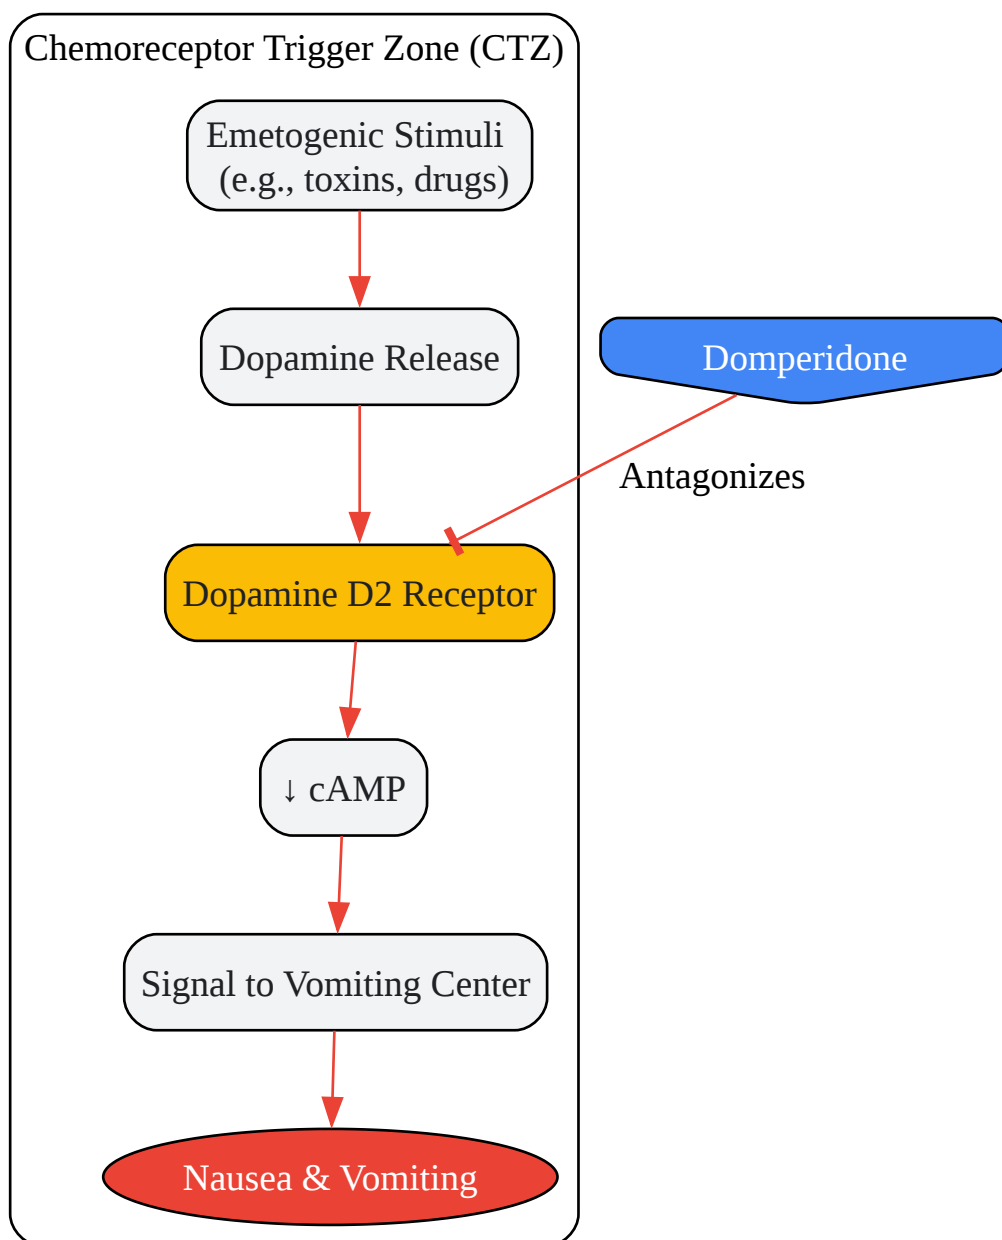 Chemoreceptor Trigger Zone (CTZ)
Emetogenic Stimuli
(e.g., toxins, drugs)
Dopamine Release
Domperidone
Antagonizes
Dopamine D2 Receptor
↓ cAMP
Signal to Vomiting Center
Nausea & Vomiting